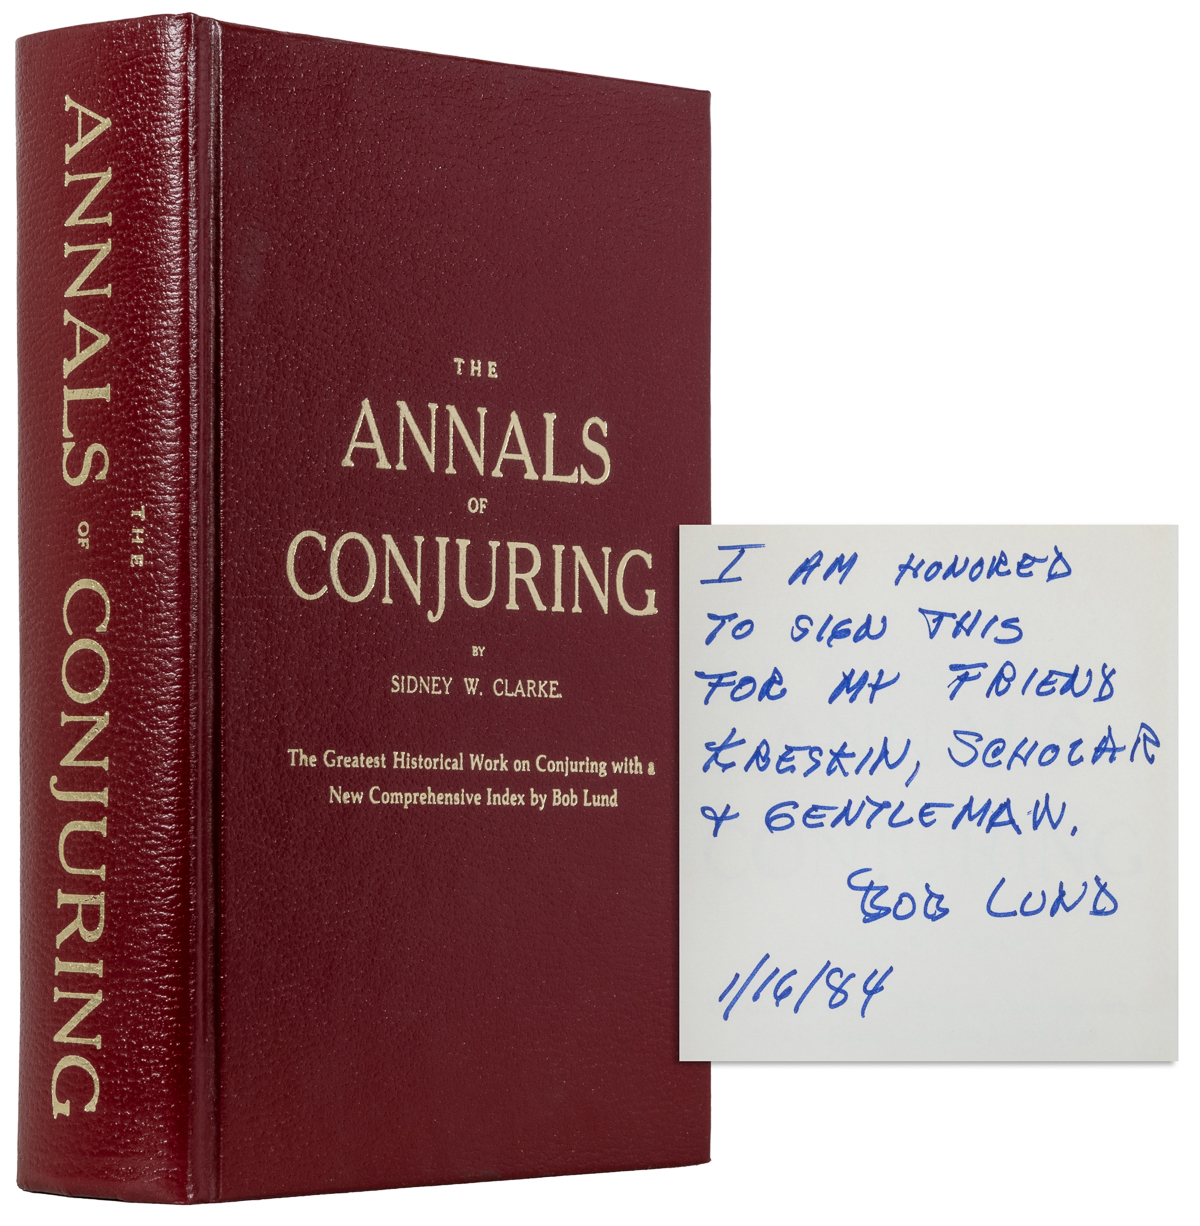 THE
ANNALS OF CONJURING
THE
ANNALS
OF
CONJURING
BY
SIDNEY W. CLARKE.
The Greatest Historical Work on Conjuring with a
New Comprehensive Index by Bob Lund
I AM HONORED
TO SIGN THIS
FOR MY FRIEND
KRESKIN, SCHOLAR
& GENTLEMAN.
BOB LUND
1/16/84